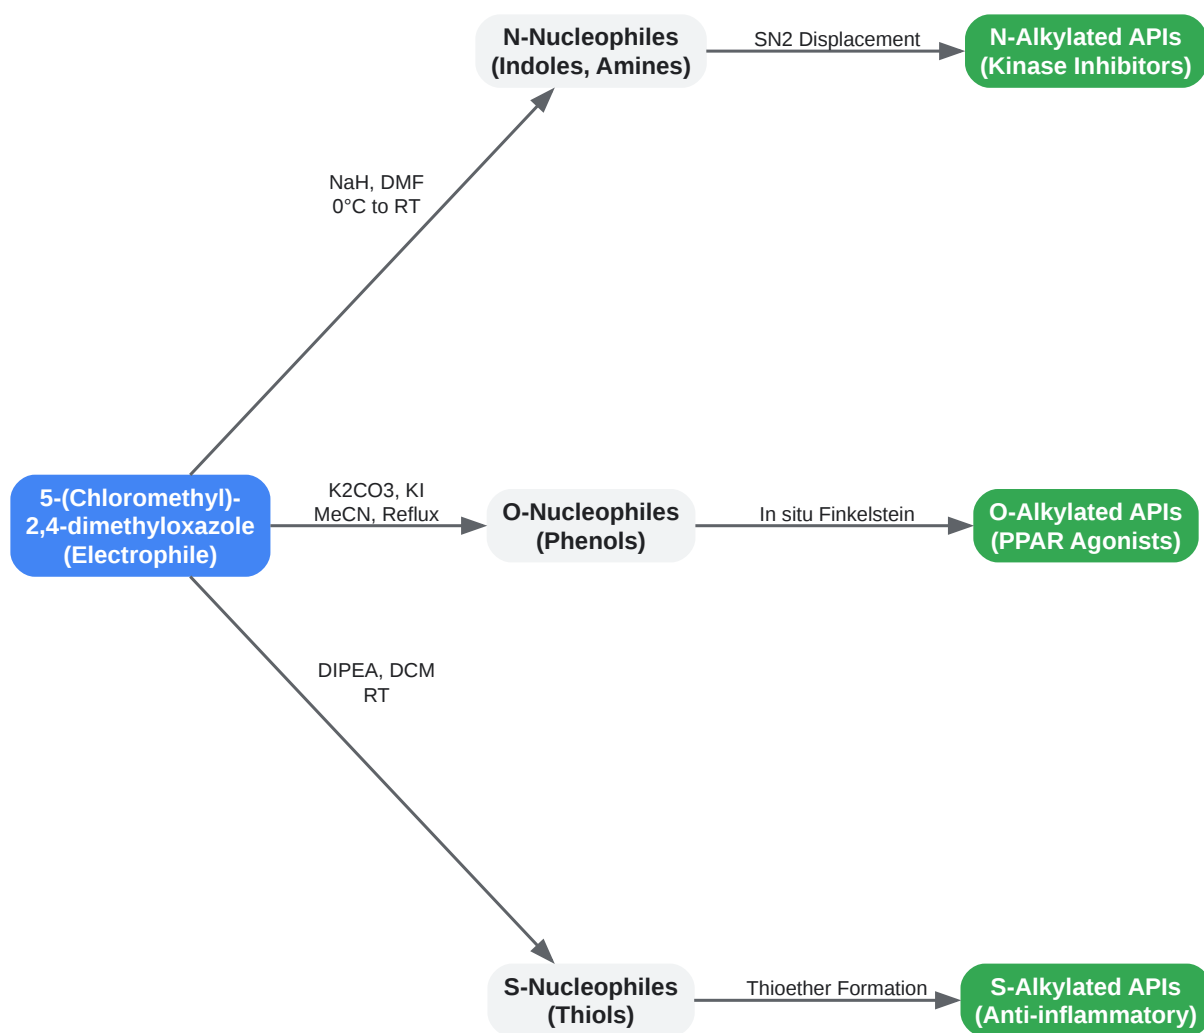 N-Nucleophiles
(Indoles, Amines)
SN2 Displacement
N-Alkylated APIs
(Kinase Inhibitors)
NaH, DMF
0°C to RT
5-(Chloromethyl)-
2,4-dimethyloxazole
(Electrophile)
K2CO3, KI
MeCN, Reflux
O-Nucleophiles
(Phenols)
In situ Finkelstein
O-Alkylated APIs
(PPAR Agonists)
DIPEA, DCM
RT
S-Nucleophiles
(Thiols)
Thioether Formation
S-Alkylated APIs
(Anti-inflammatory)